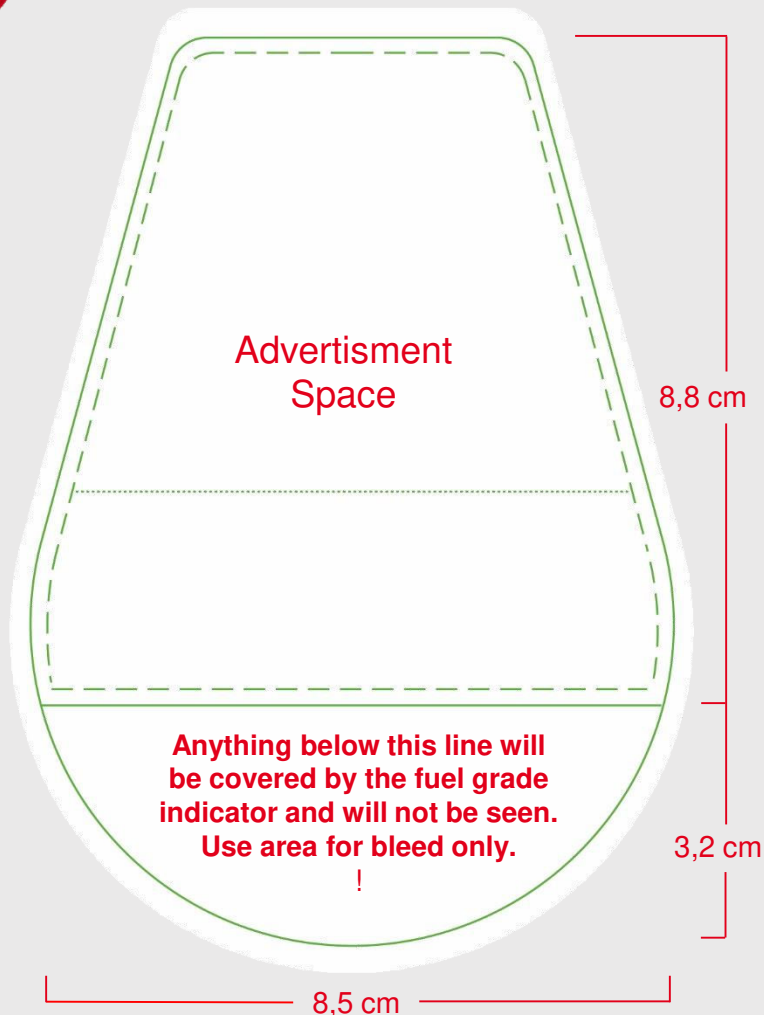 Advertisment
Space
8,8 cm
Anything below this line will
be covered by the fuel grade
indicator and will not be seen.
Use area for bleed only.
!
3,2 cm
8,5 cm